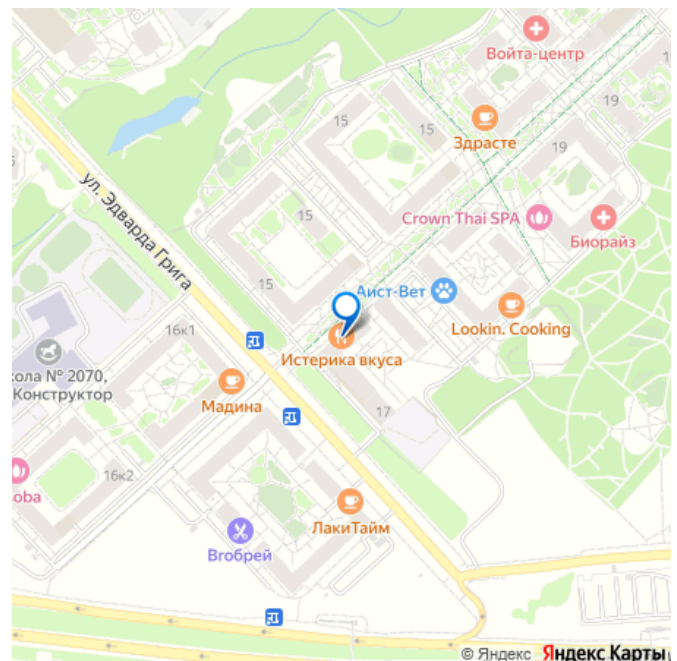 Войта-центр
19
15
15
Здрасте
19
ул. Эдварда Грига
15
Crown Thai SPA
Биорайз
15
Аист-Вет
Lookin. Cooking
16к1
Истерика вкуса
кола № 2070,
Конструктор
Мадина
17
16к2
oba
ЛакиТайм
Вгобрей
© Яндекс Яндекс Карты